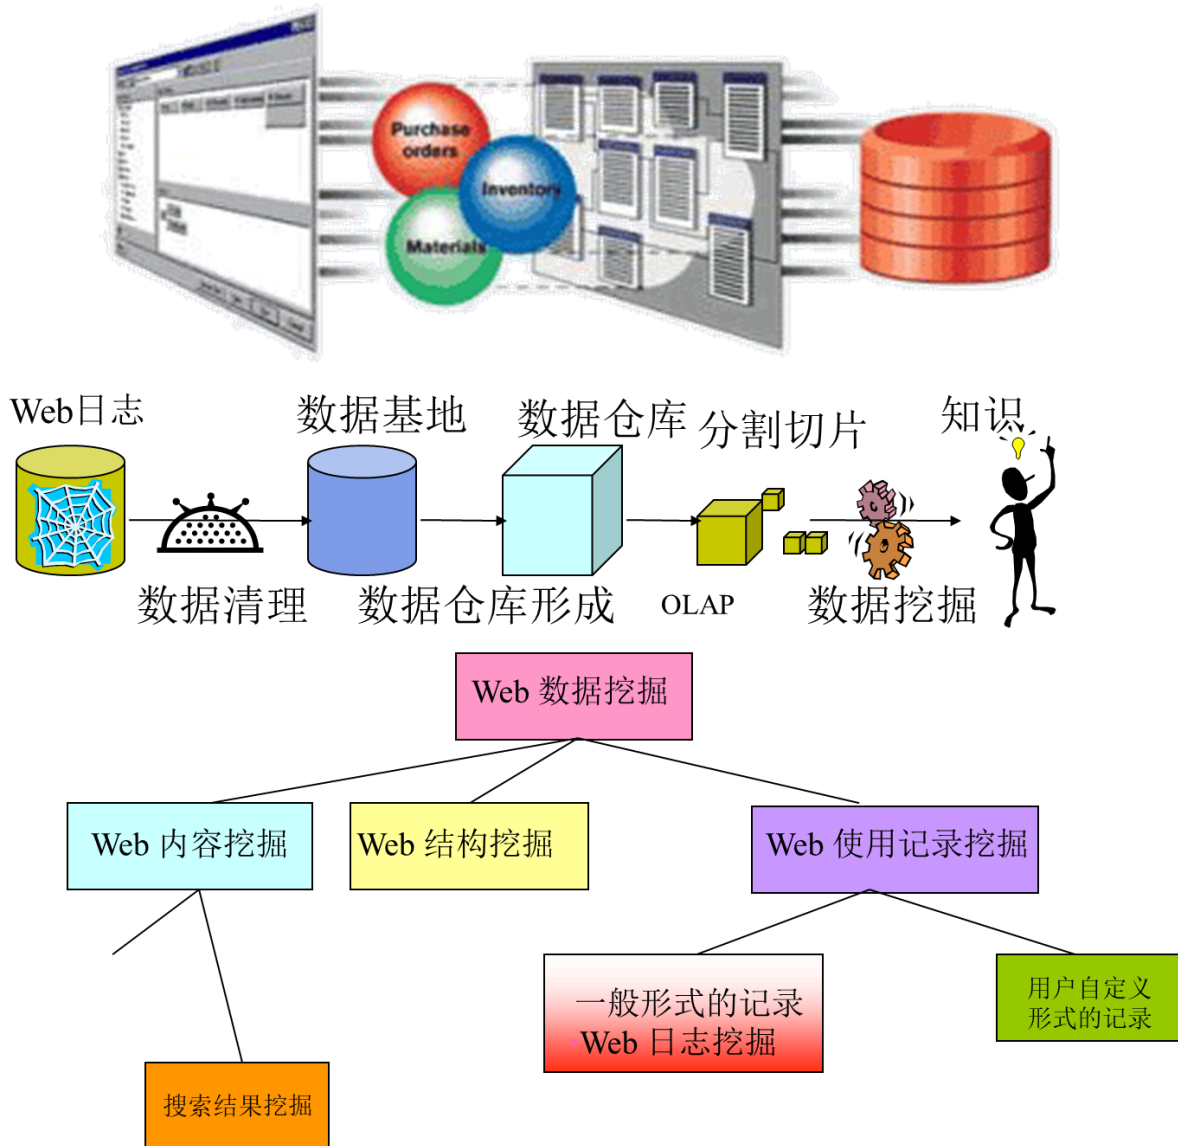 Purchase
orders
Inventory
Materials
Web日志
数据基地
数据仓库
分割切片
知识
数据清理
数据仓库形成
OLAP
数据挖掘
Web 数据挖掘
Web 内容挖掘
Web 结构挖掘
Web 使用记录挖掘
一般形式的记录
Web 日志挖掘
用户自定义
形式的记录
搜索结果挖掘